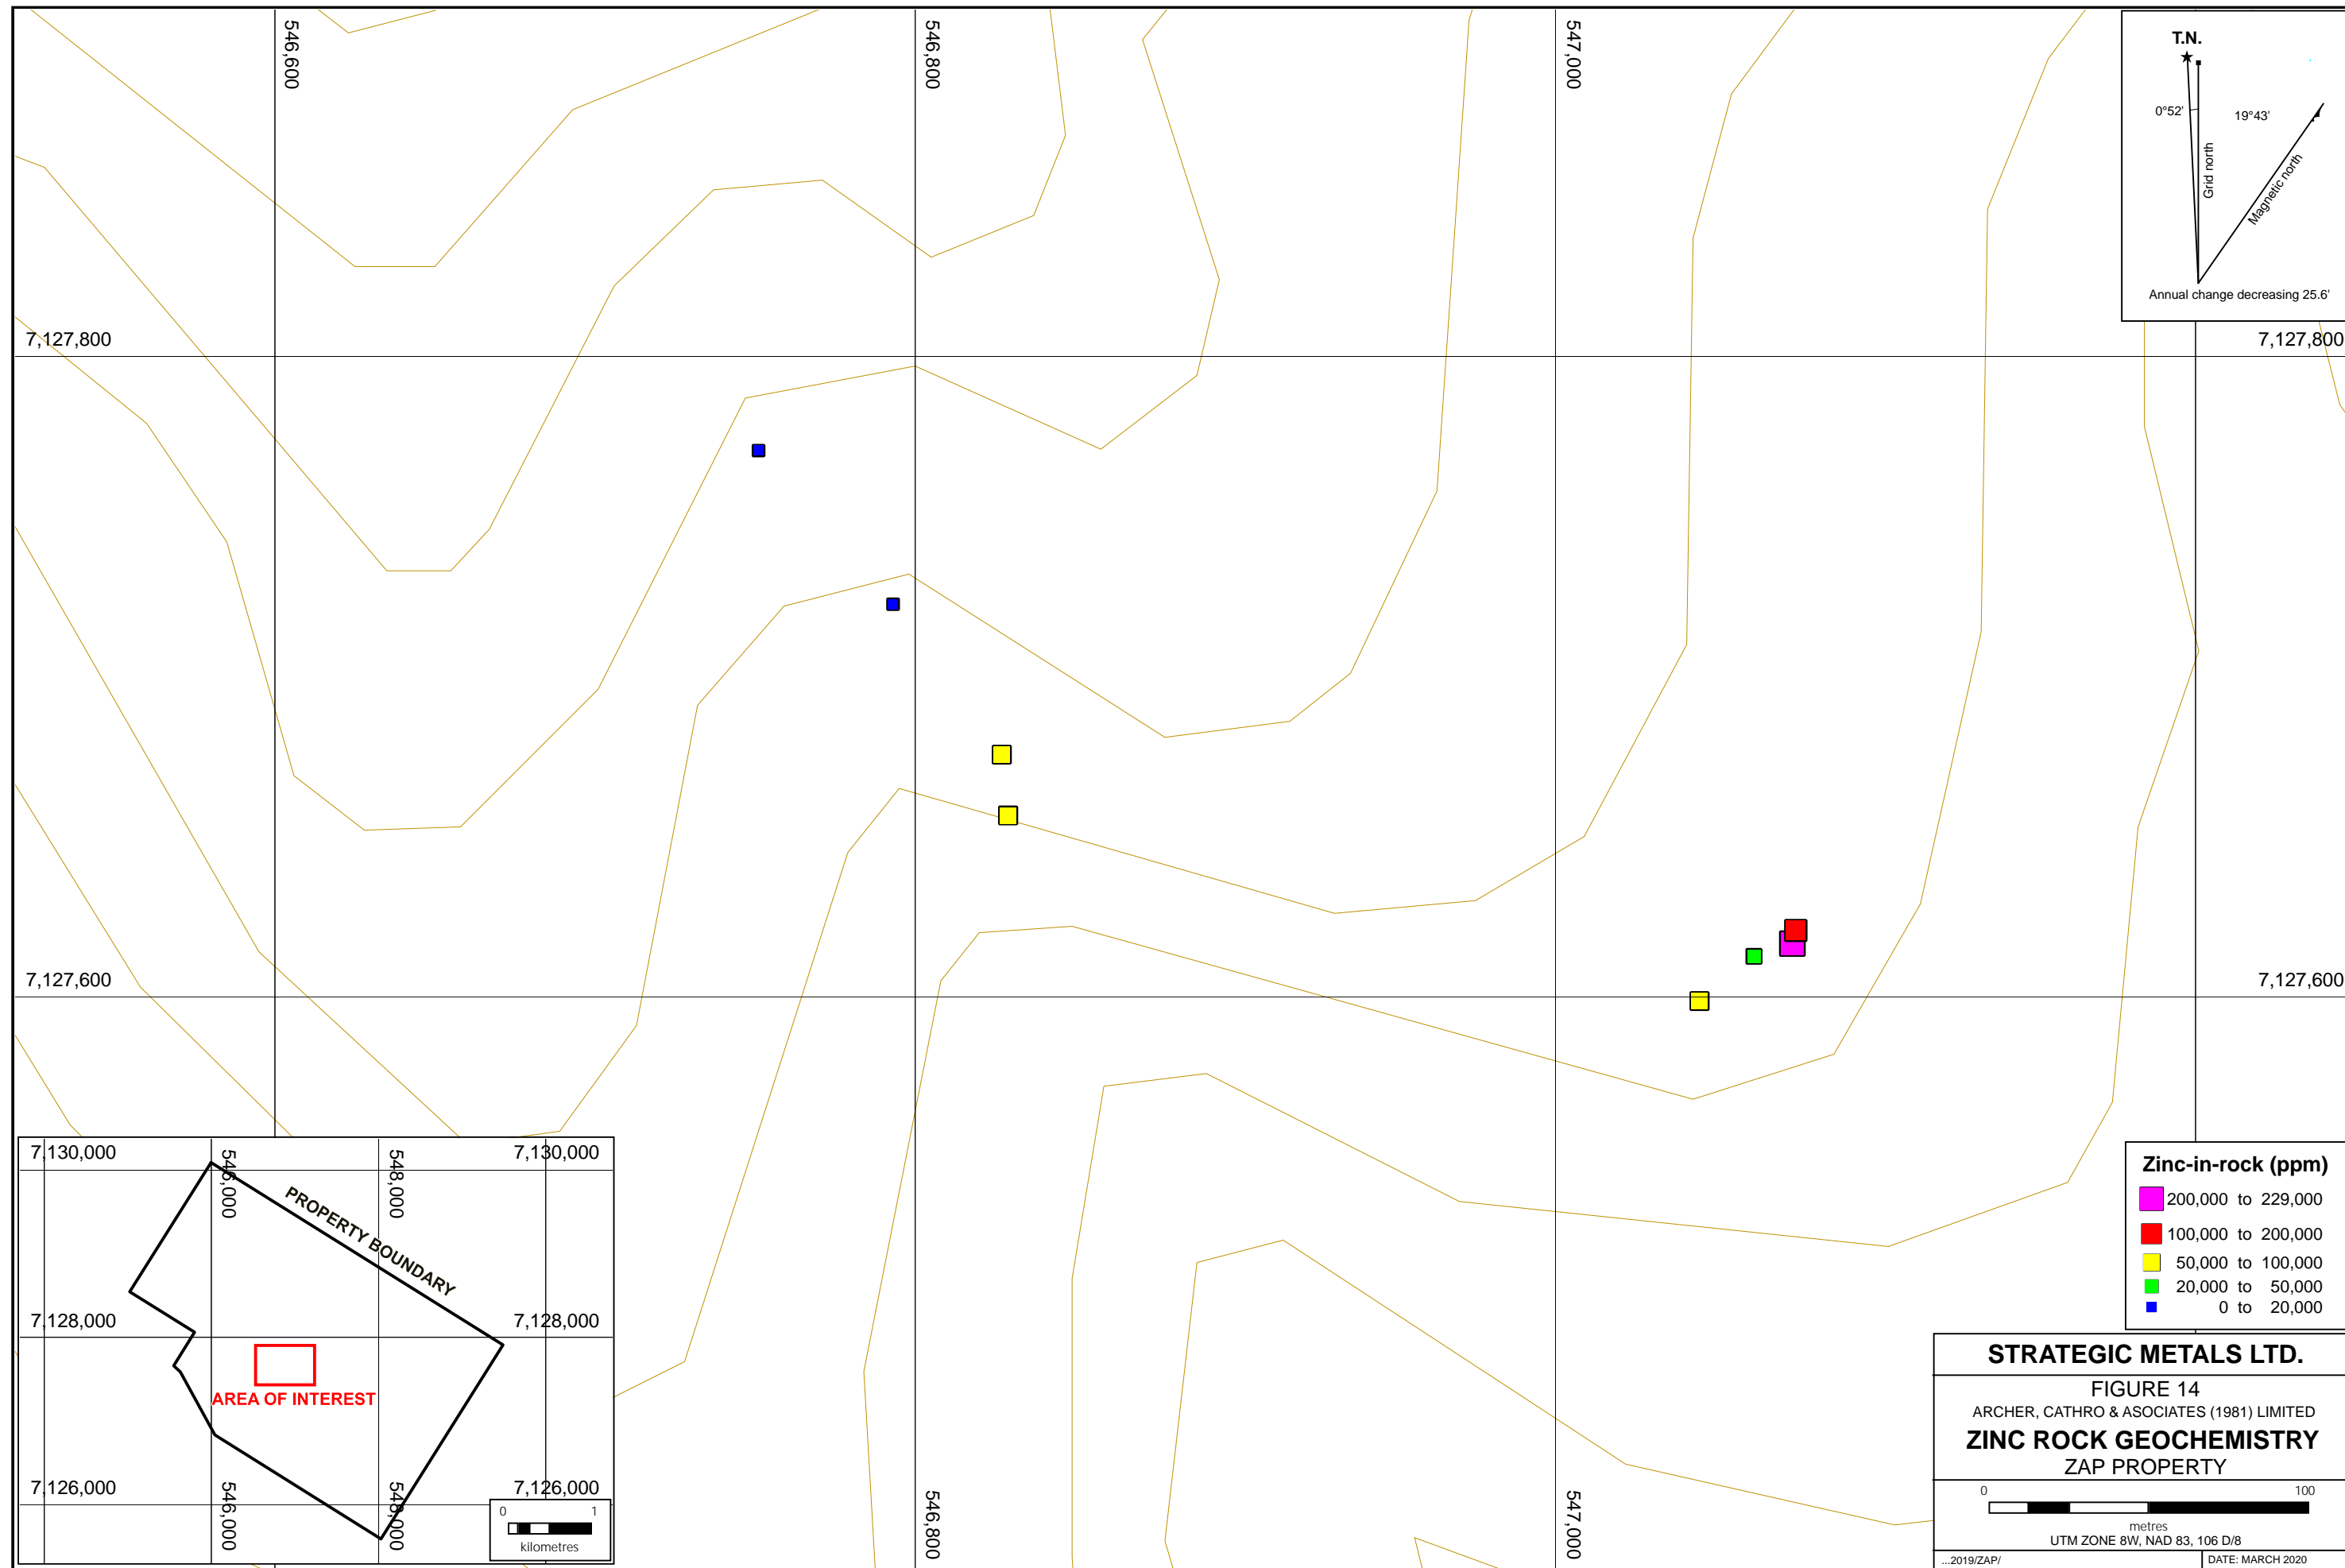 546,600
546,800
547,000
T.N.
0°52'
19°43'
Grid north
Magnetic north
Annual change decreasing 25.6'
7,127,800
7,127,800
7,127,600
7,127,600
7,130,000
7,130,000
546,000
548,000
PROPERTY BOUNDARY
7,128,000
7,128,000
AREA OF INTEREST
7,126,000
7,126,000
546,000
548,000
0 1
kilometres
546,800
547,000
Zinc-in-rock (ppm)
200,000 to 229,000
100,000 to 200,000
50,000 to 100,000
20,000 to 50,000
0 to 20,000
STRATEGIC METALS LTD.
FIGURE 14
ARCHER, CATHRO & ASOCIATES (1981) LIMITED
ZINC ROCK GEOCHEMISTRY
ZAP PROPERTY
0 100
metres
UTM ZONE 8W, NAD 83, 106 D/8
...2019/ZAP/ DATE: MARCH 2020